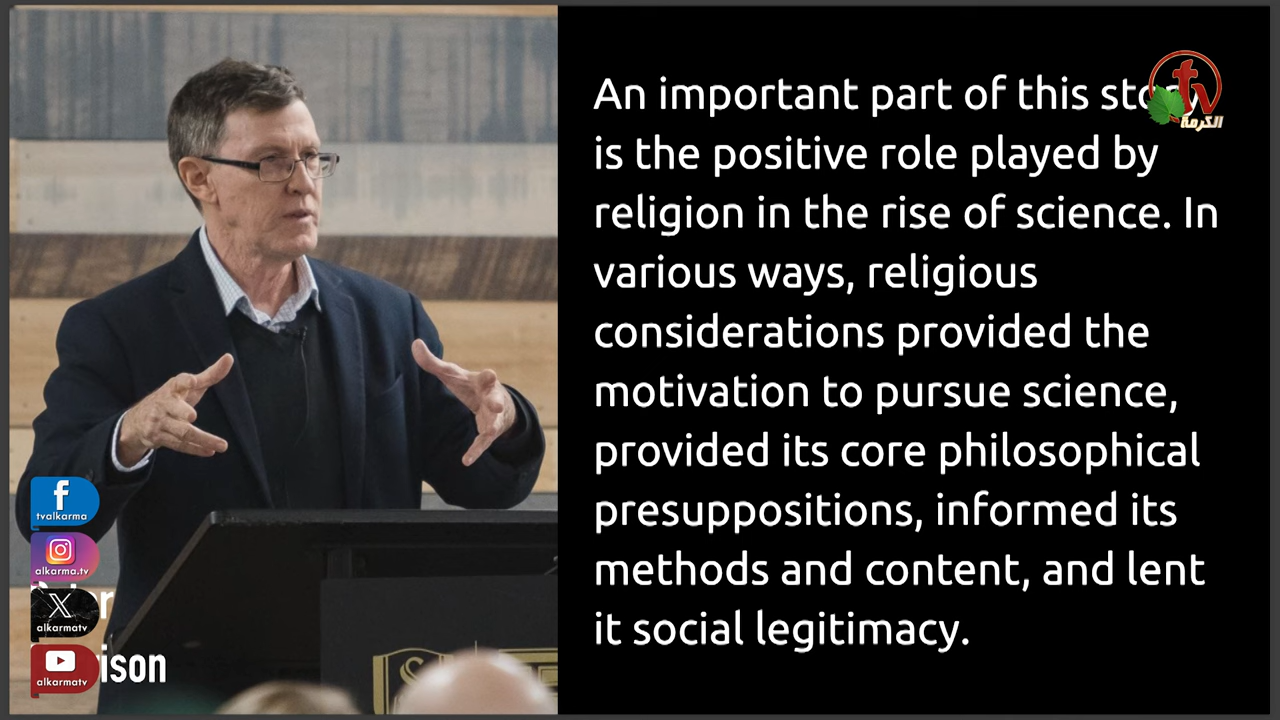 An important part of this story
is the positive role played by
religion in the rise of science. In
various ways, religious
considerations provided the
motivation to pursue science,
provided its core philosophical
presuppositions, informed its
methods and content, and lent
it social legitimacy.
tv
الكرمة
f
tvalkarma
alkarma.tv
X
alkarmatv
alkarmatv